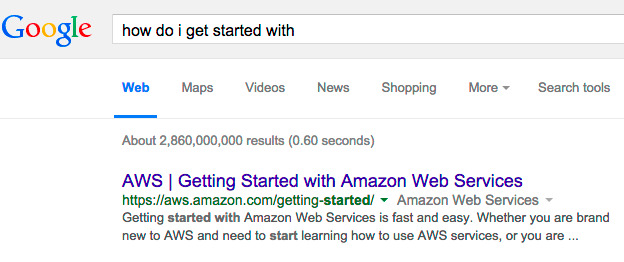 Google how do i get started with
Web Maps Videos News Shopping More Search tools
About 2,860,000,000 results (0.60 seconds)
AWS | Getting Started with Amazon Web Services
https://aws.amazon.com/getting-started/ Amazon Web Services
Getting started with Amazon Web Services is fast and easy. Whether you are brand
new to AWS and need to start learning how to use AWS services, or you are ...